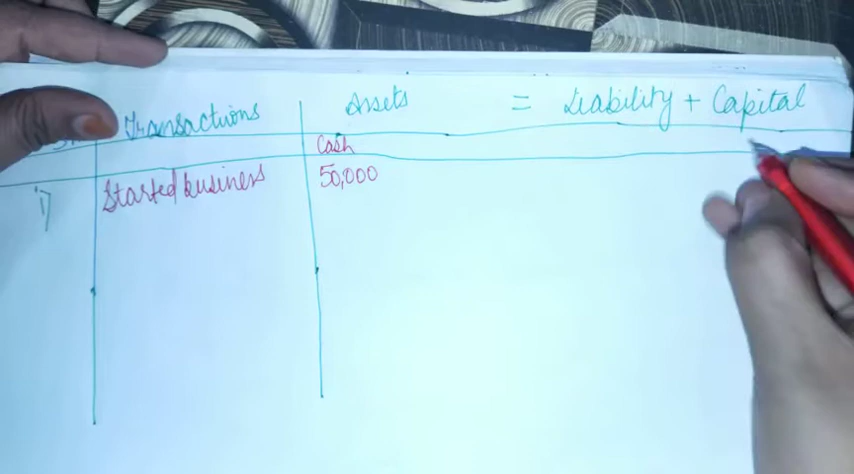 Transactions Assets = Liability + Capital
Cash
i) Started business 50,000